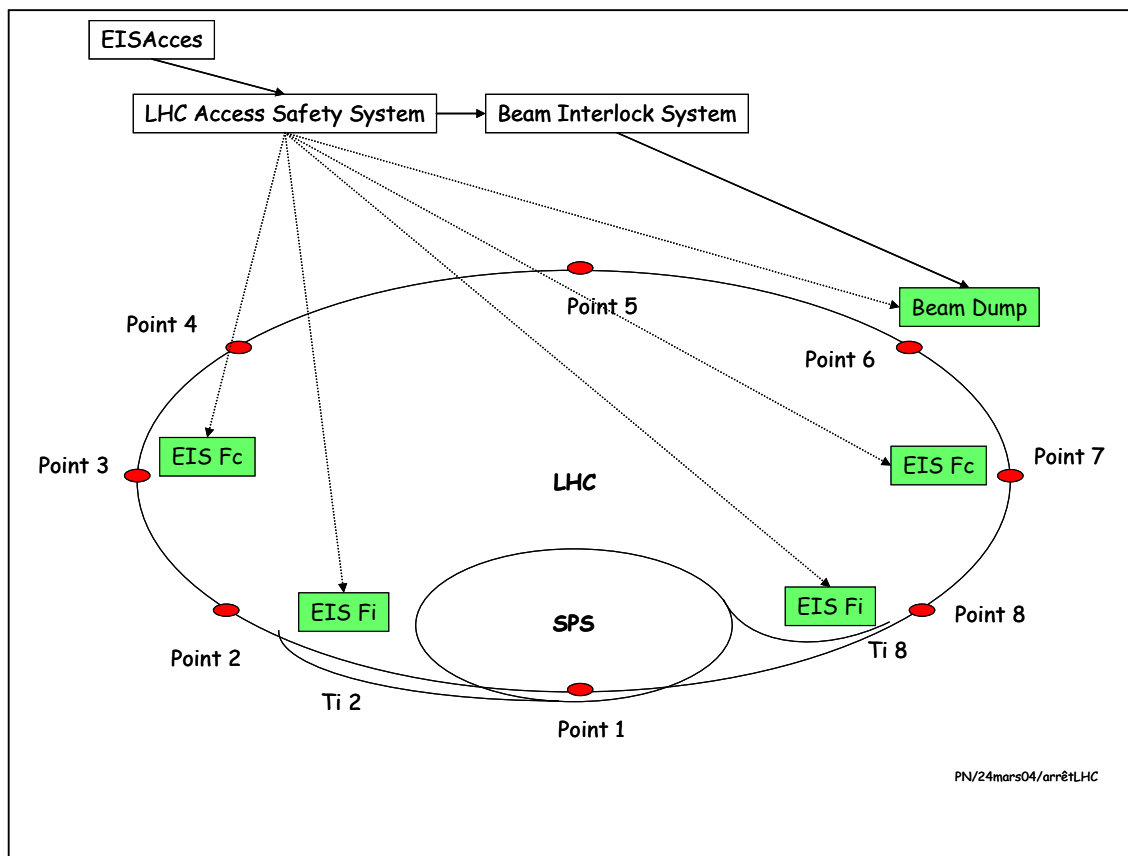 EISAcces
LHC Access Safety System
Beam Interlock System
Point 5
Beam Dump
Point 4
Point 6
EIS Fc
EIS Fc
Point 3
Point 7
LHC
EIS Fi
EIS Fi
SPS
Point 8
Point 2
Ti 8
Ti 2
Point 1
PN/24mars04/arrêtLHC